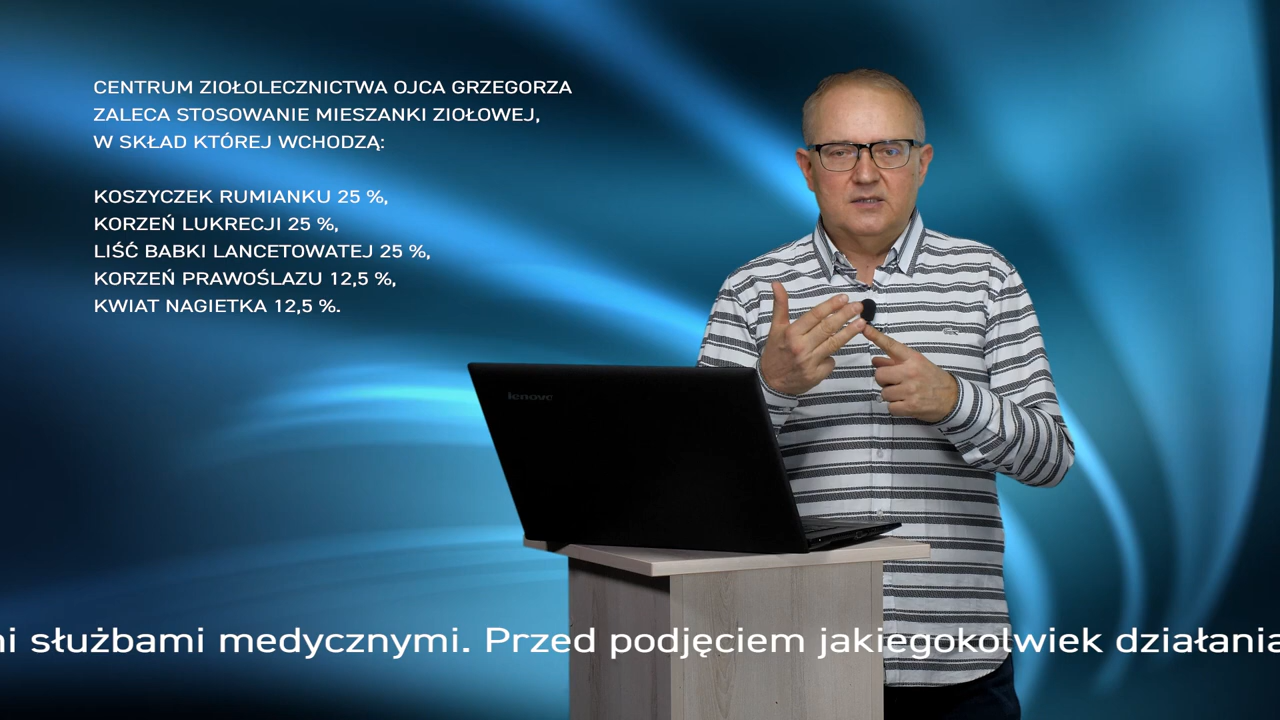 CENTRUM ZIOŁOLECZNICTWA OJCA GRZEGORZA
ZALECA STOSOWANIE MIESZANKI ZIOŁOWEJ,
W SKŁAD KTÓREJ WCHODZĄ:
KOSZYCZEK RUMIANKU 25 %,
KORZEŃ LUKRECJI 25 %,
LIŚĆ BABKI LANCETOWATEJ 25 %,
KORZEŃ PRAWOŚLAZU 12,5 %,
KWIAT NAGIETKA 12,5 %.
lenovo
służbami medycznymi. Przed podjęciem jakiegokolwiek działania